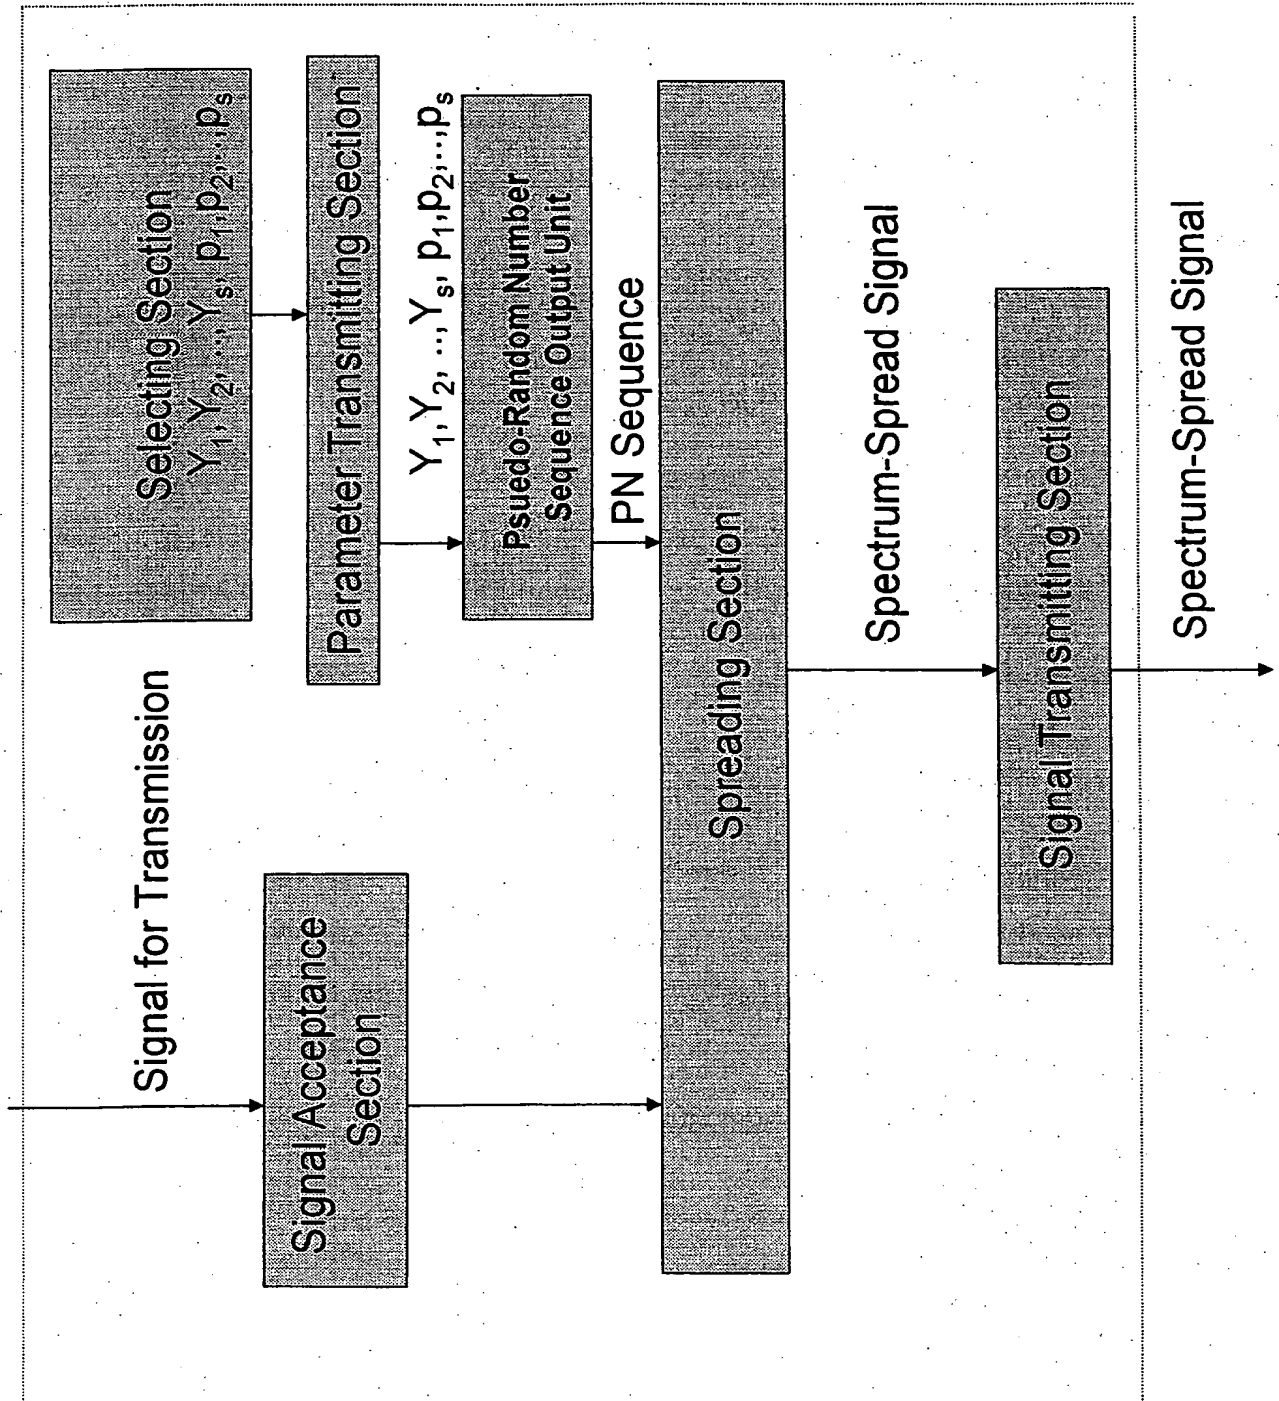 Signal for Transmission
Selecting Section
Y1,Y2,..,Ys, p1,p2,..,ps
Signal Acceptance
Section
Parameter Transmitting Section
Y1,Y2, ..,Ys, p1,p2,..,ps
Psuedo-Random Number
Sequence Output Unit
PN Sequence
Spreading Section
Spectrum-Spread Signal
Signal Transmitting Section
Spectrum-Spread Signal